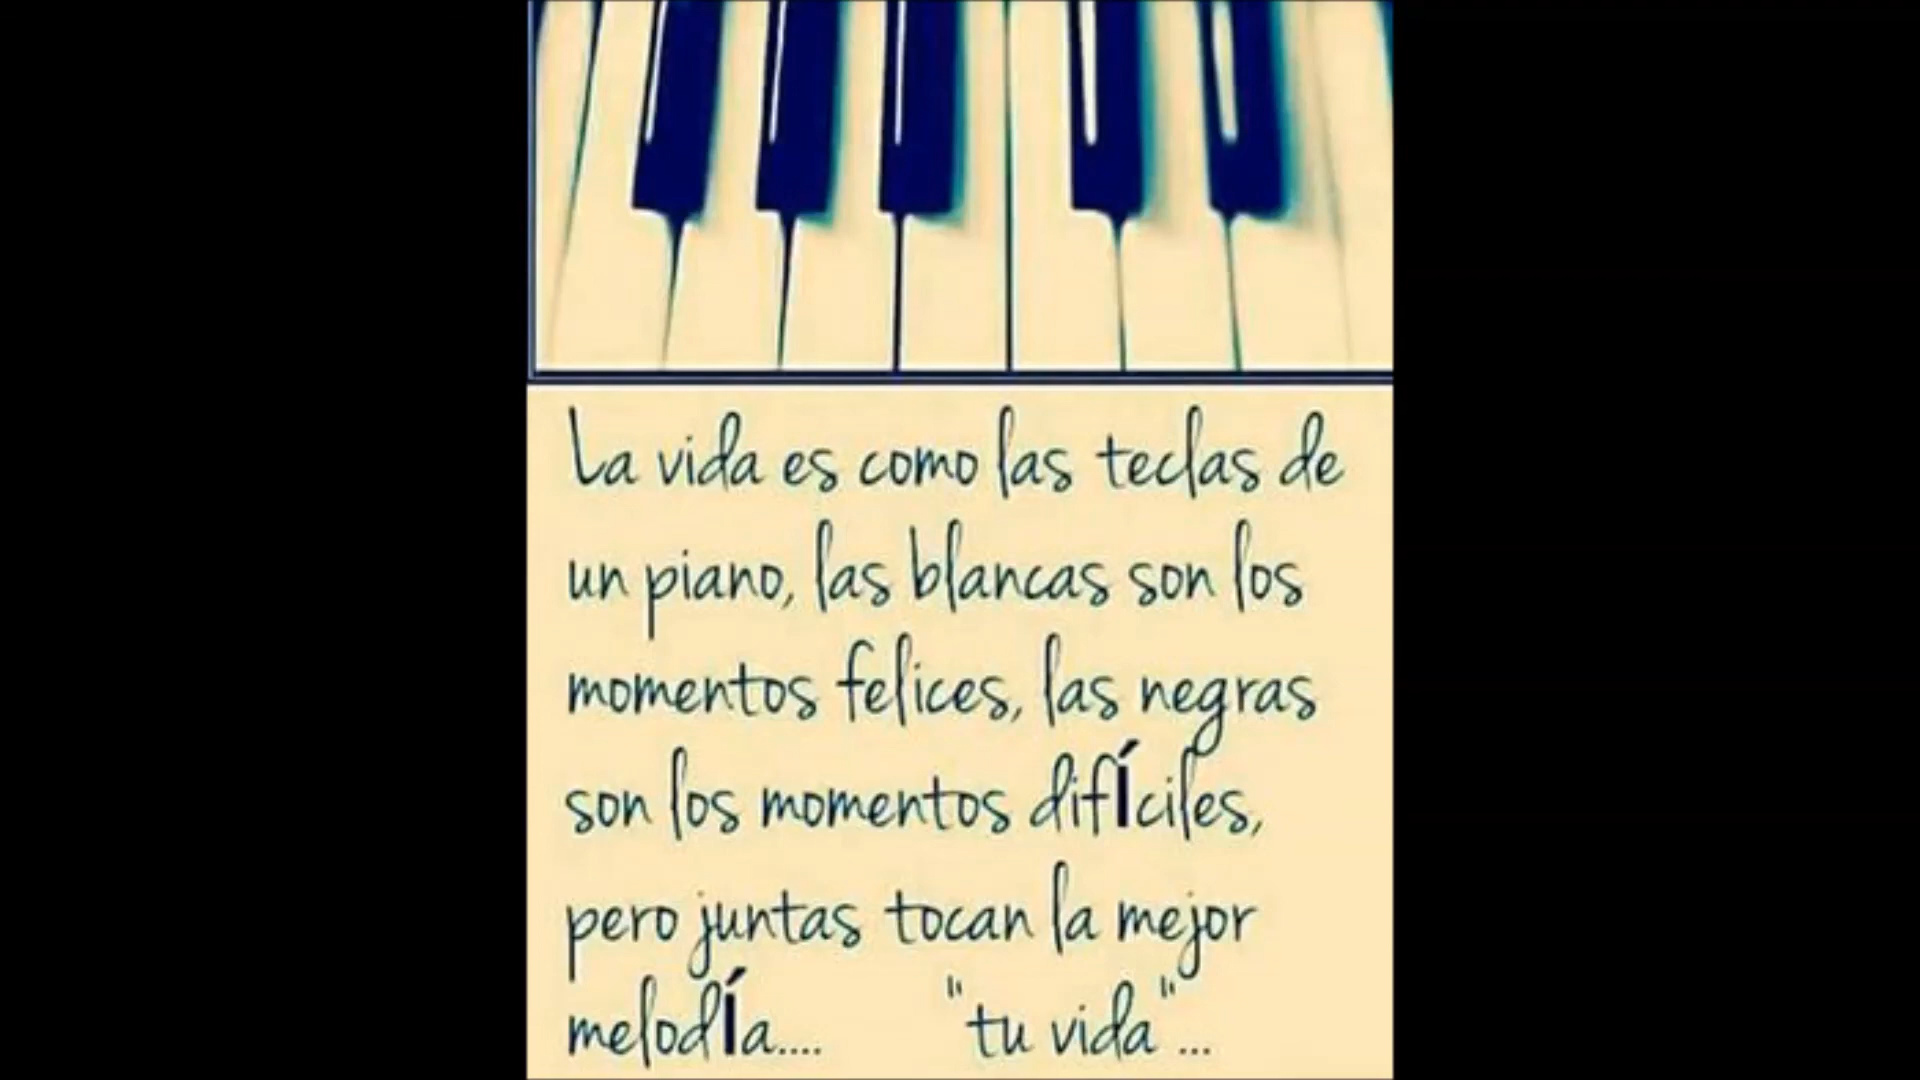 La vida es como las teclas de
un piano, las blancas son los
momentos felices, las negras
son los momentos difíciles,
pero juntas tocan la mejor
melodía.... "tu vida"...